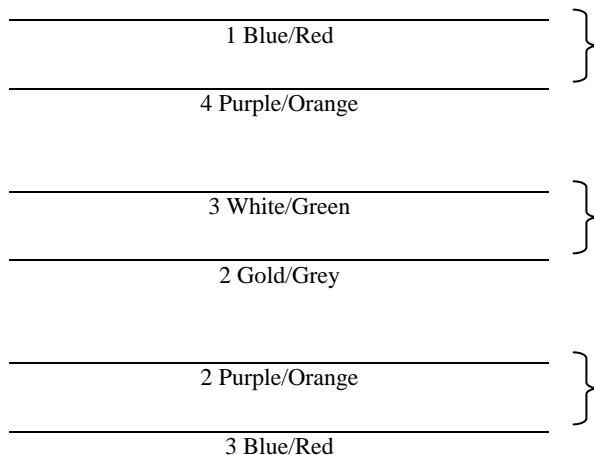 1 Blue/Red
4 Purple/Orange
3 White/Green
2 Gold/Grey
2 Purple/Orange
3 Blue/Red